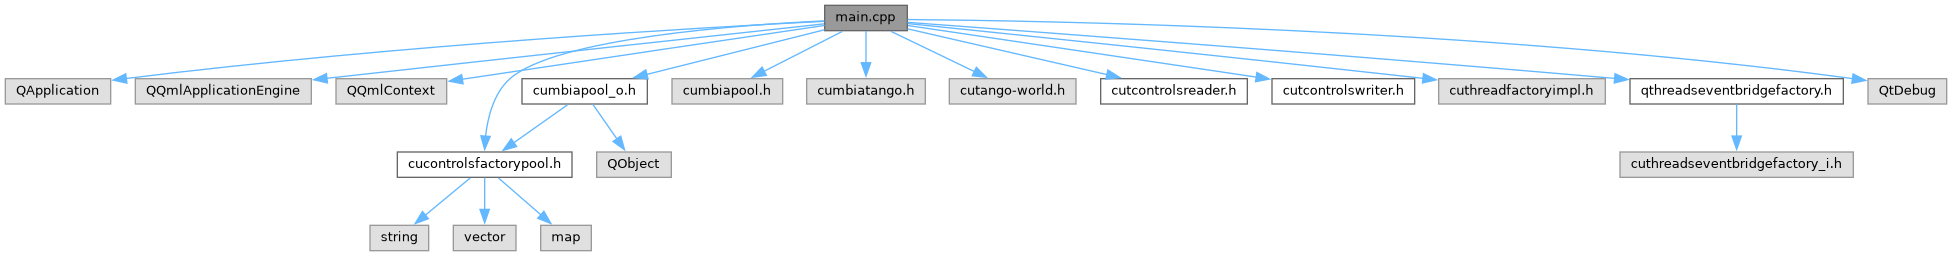 main.cpp
QApplication
QQmlApplicationEngine
QQmlContext
cumbiapool_o.h
cumbiapool.h
cumbiatango.h
cutango-world.h
cutcontrolsreader.h
cutcontrolswriter.h
cuthreadfactoryimpl.h
qthreadseventbridgefactory.h
QtDebug
cucontrolsfactorypool.h
QObject
cuthreadseventbridgefactory_i.h
string
vector
map